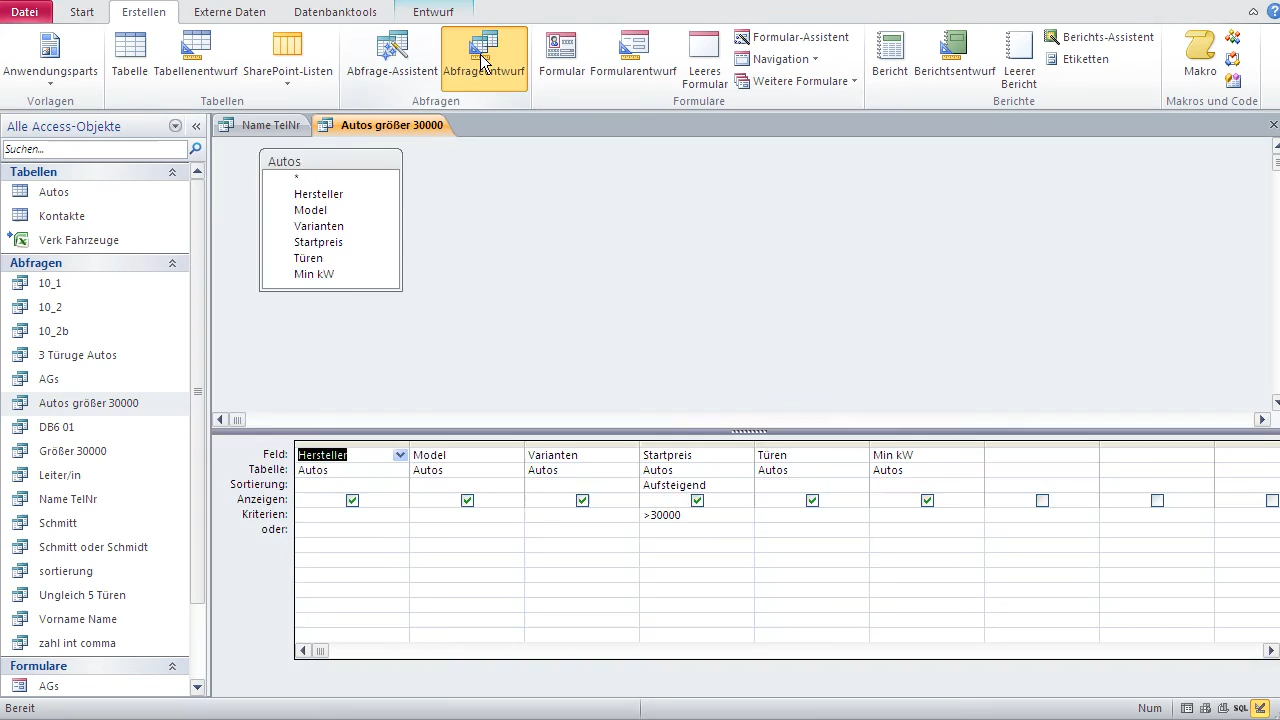 Datei Start Erstellen Externe Daten Datenbanktools Entwurf
Anwendungsparts Tabelle Tabellenentwurf SharePoint-Listen Abfrage-Assistent Abfrageentwurf Formular Formularentwurf Leeres Formular Formular-Assistent Navigation Weitere Formulare Bericht Berichtsentwurf Leerer Bericht Berichts-Assistent Etiketten Makro
Vorlagen Tabellen Abfragen Formulare Berichte Makros und Code
Alle Access-Objekte
Suchen...
Tabellen
Autos
Kontakte
Verk Fahrzeuge
Abfragen
10_1
10_2
10_2b
3 Türuge Autos
AGs
Autos größer 30000
DB6 01
Größer 30000
Leiter/in
Name TelNr
Schmitt
Schmitt oder Schmidt
sortierung
Ungleich 5 Türen
Vorname Name
zahl int comma
Formulare
AGs
Name TelNr Autos größer 30000
Autos
*
Hersteller
Model
Varianten
Startpreis
Türen
Min kW
Feld: Hersteller Model Varianten Startpreis Türen Min kW
Tabelle: Autos Autos Autos Autos Autos Autos
Sortierung: Aufsteigend
Anzeigen:
Kriterien: >30000
oder:
Bereit Num SQL